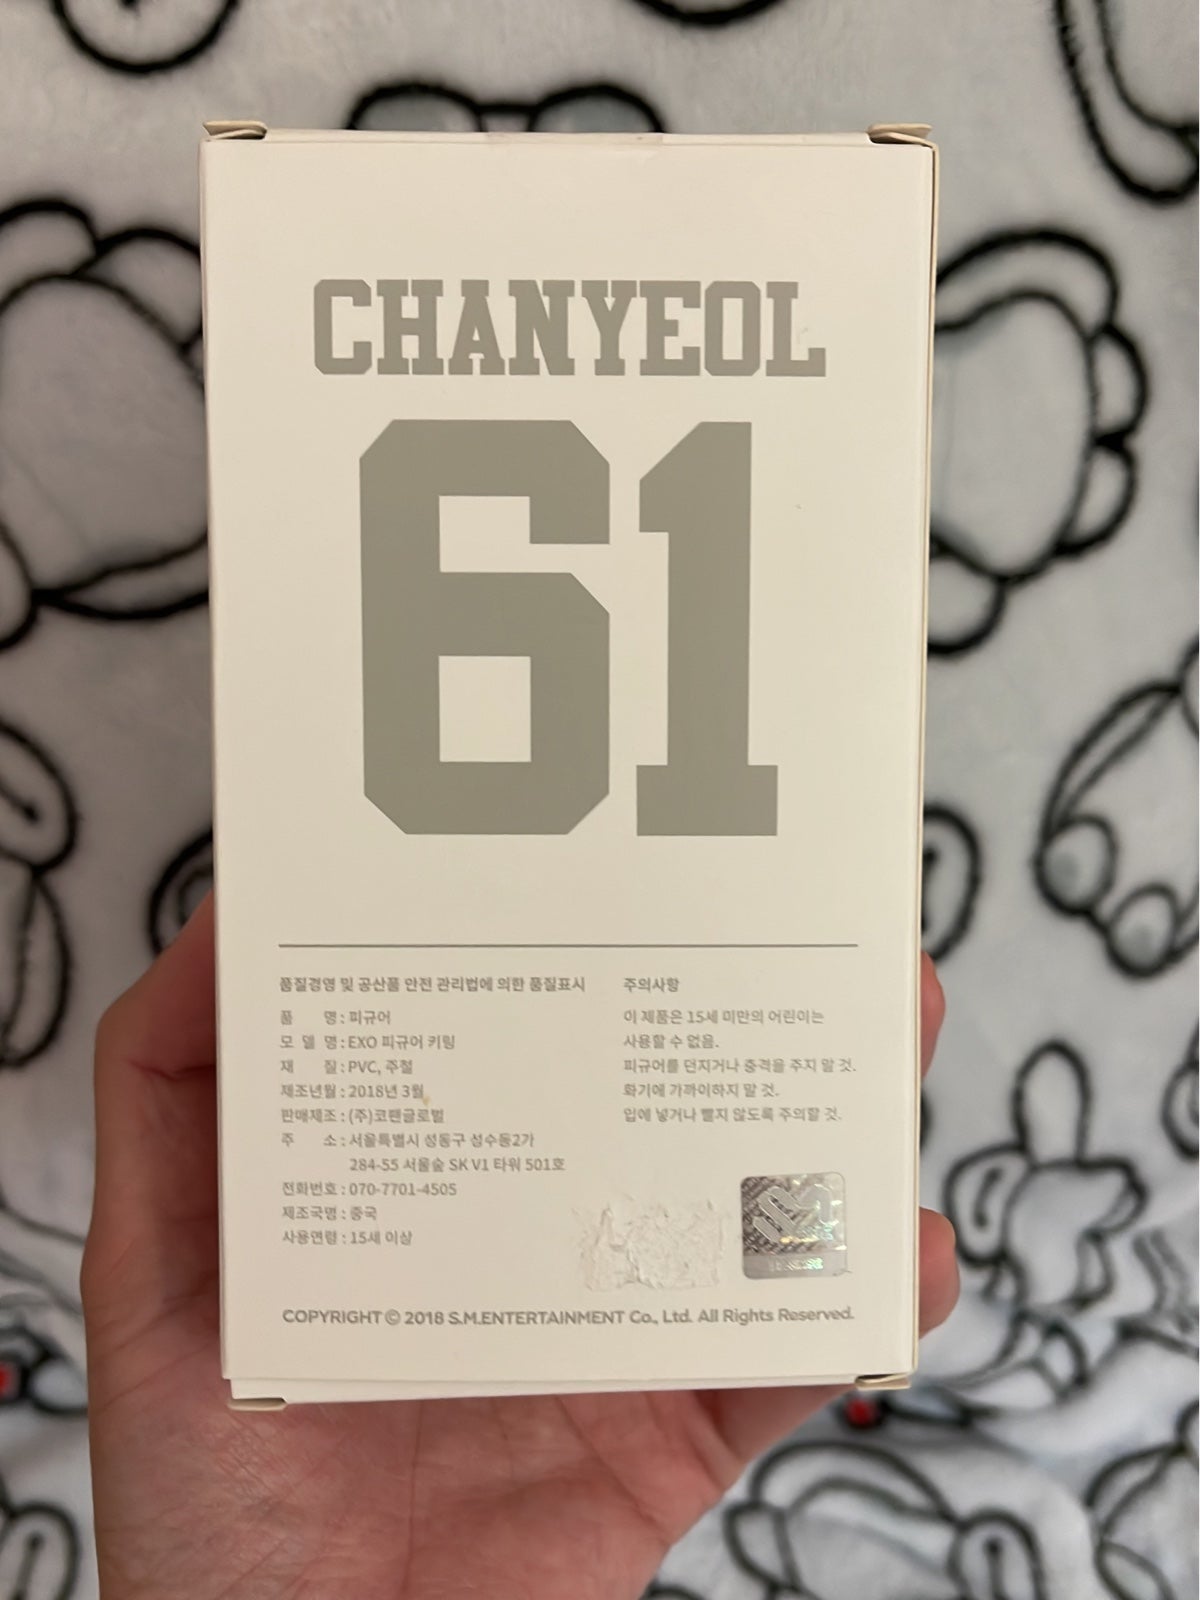 CHANYEOL
61
품질경영 및 공산품 안전 관리법에 의한 품질표시
품 명 : 피규어
모 델 명 : EXO 피규어 키링
재 질 : PVC, 주철
제조년월 : 2018년 3월
판매제조 : (주)코팬글로벌
주 소 : 서울특별시 성동구 성수동2가
284-55 서울숲 SK V1 타워 501호
전화번호 : 070-7701-4505
제조국명 : 중국
사용연령 : 15세 이상
주의사항
이 제품은 15세 미만의 어린이는
사용할 수 없음.
피규어를 던지거나 충격을 주지 말 것.
화기에 가까이하지 말 것.
입에 넣거나 빨지 않도록 주의할 것.
SM
COPYRIGHT © 2018 S.M.ENTERTAINMENT Co., Ltd. All Rights Reserved.